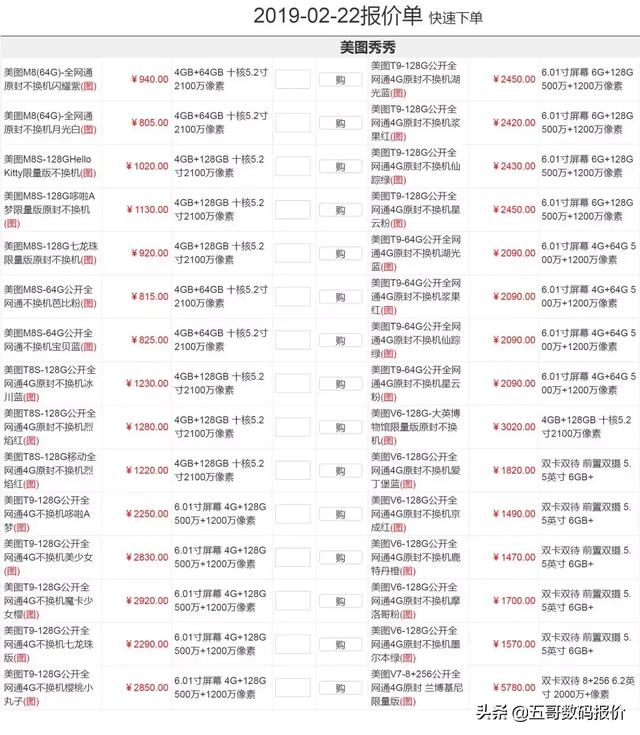 2019-02-22报价单 快速下单
美图秀秀
美图M8(64G)-全网通
原封不换机闪耀紫(图)
￥940.00
4GB+64GB 十核5.2寸
2100万像素
购
美图T9-128G公开全
网通4G原封不换机湖
光蓝(图)
￥2450.00
6.01寸屏幕 6G+128G
500万+1200万像素
美图M8(64G)-全网通
原封不换机月光白(图)
￥805.00
4GB+64GB 十核5.2寸
2100万像素
购
美图T9-128G公开全
网通4G原封不换机浆
果红(图)
￥2420.00
6.01寸屏幕 6G+128G
500万+1200万像素
美图M8S-128GHello
Kitty限量版不换机(图)
￥1020.00
4GB+128GB 十核5.2
寸2100万像素
购
美图T9-128G公开全
网通4G原封不换机仙
踪绿(图)
￥2430.00
6.01寸屏幕 6G+128G
500万+1200万像素
美图M8S-128G哆啦A
梦限量版原封不换机
(图)
￥1130.00
4GB+128GB 十核5.2
寸2100万像素
购
美图T9-128G公开全
网通4G原封不换机星
云粉(图)
￥2450.00
6.01寸屏幕 6G+128G
500万+1200万像素
美图M8S-128G七龙珠
限量版原封不换机(图)
￥920.00
4GB+128GB 十核5.2
寸2100万像素
购
美图T9-64G公开全网
通4G原封不换机湖光
蓝(图)
￥2090.00
6.01寸屏幕 4G+64G 5
00万+1200万像素
美图M8S-64G公开全
网通不换机芭比粉(图)
￥815.00
4GB+64GB 十核5.2寸
2100万像素
购
美图T9-64G公开全网
通4G原封不换机浆果
红(图)
￥2090.00
6.01寸屏幕 4G+64G 5
00万+1200万像素
美图M8S-64G公开全
网通不换机宝贝蓝(图)
￥825.00
4GB+64GB 十核5.2寸
2100万像素
购
美图T9-64G公开全网
通4G原封不换机仙踪
绿(图)
￥2090.00
6.01寸屏幕 4G+64G 5
00万+1200万像素
美图T8S-128G公开全
网通4G原封不换机冰
川蓝(图)
￥1230.00
4GB+128GB 十核5.2
寸2100万像素
购
美图T9-64G公开全网
通4G原封不换机星云
粉(图)
￥2090.00
6.01寸屏幕 4G+64G 5
00万+1200万像素
美图T8S-128G公开全
网通4G原封不换机烈
焰红(图)
￥1280.00
4GB+128GB 十核5.2
寸2100万像素
购
美图V6-128G-大英博
物馆限量版原封不换
机(图)
￥3020.00
4GB+128GB 十核5.2
寸2100万像素
美图T8S-128G移动全
网通4G原封不换机烈
焰红(图)
￥1220.00
4GB+128GB 十核5.2
寸2100万像素
购
美图V6-128G公开全
网通4G原封不换机爱
丁堡蓝(图)
￥1820.00
双卡双待 前置双摄 5.
5英寸 6GB+
美图T9-128G公开全
网通4G不换机哆啦A
梦(图)
￥2250.00
6.01寸屏幕 4G+128G
500万+1200万像素
购
美图V6-128G公开全
网通4G原封不换机京
成红(图)
￥1490.00
双卡双待 前置双摄 5.
5英寸 6GB+
美图T9-128G公开全
网通4G不换机美少女
(图)
￥2830.00
6.01寸屏幕 4G+128G
500万+1200万像素
购
美图V6-128G公开全
网通4G原封不换机鹿
特丹橙(图)
￥1470.00
双卡双待 前置双摄 5.
5英寸 6GB+
美图T9-128G公开全
网通4G不换机魔卡少
女樱(图)
￥2920.00
6.01寸屏幕 4G+128G
500万+1200万像素
购
美图V6-128G公开全
网通4G原封不换机摩
洛哥粉(图)
￥1700.00
双卡双待 前置双摄 5.
5英寸 6GB+
美图T9-128G公开全
网通4G不换机七龙珠
版(图)
￥2290.00
6.01寸屏幕 4G+128G
500万+1200万像素
购
美图V6-128G公开全
网通4G原封不换机墨
尔本绿(图)
￥1570.00
双卡双待 前置双摄 5.
5英寸 6GB+
美图T9-128G公开全
网通4G不换机樱桃小
丸子(图)
￥2850.00
6.01寸屏幕 4G+128G
500万+1200万像素
购
美图V7-8+256公开全
网通4G原封 兰博基尼
限量版(图)
￥5780.00
双卡双待 8+256 6.2英
寸 2000万+像素
头条 @五哥数码报价